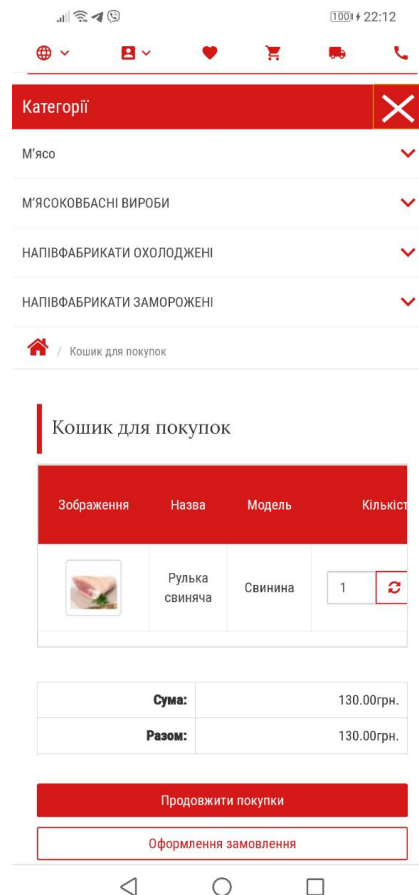 100 22:12
Категорії
М'ясо
М'ЯСОКОВБАСНІ ВИРОБИ
НАПІВФАБРИКАТИ ОХОЛОДЖЕНІ
НАПІВФАБРИКАТИ ЗАМОРОЖЕНІ
/ Кошик для покупок
Кошик для покупок
Зображення Назва Модель Кількіст
Рулька
свиняча
Свинина
1
Сума: 130.00грн.
Разом: 130.00грн.
Продовжити покупки
Оформлення замовлення